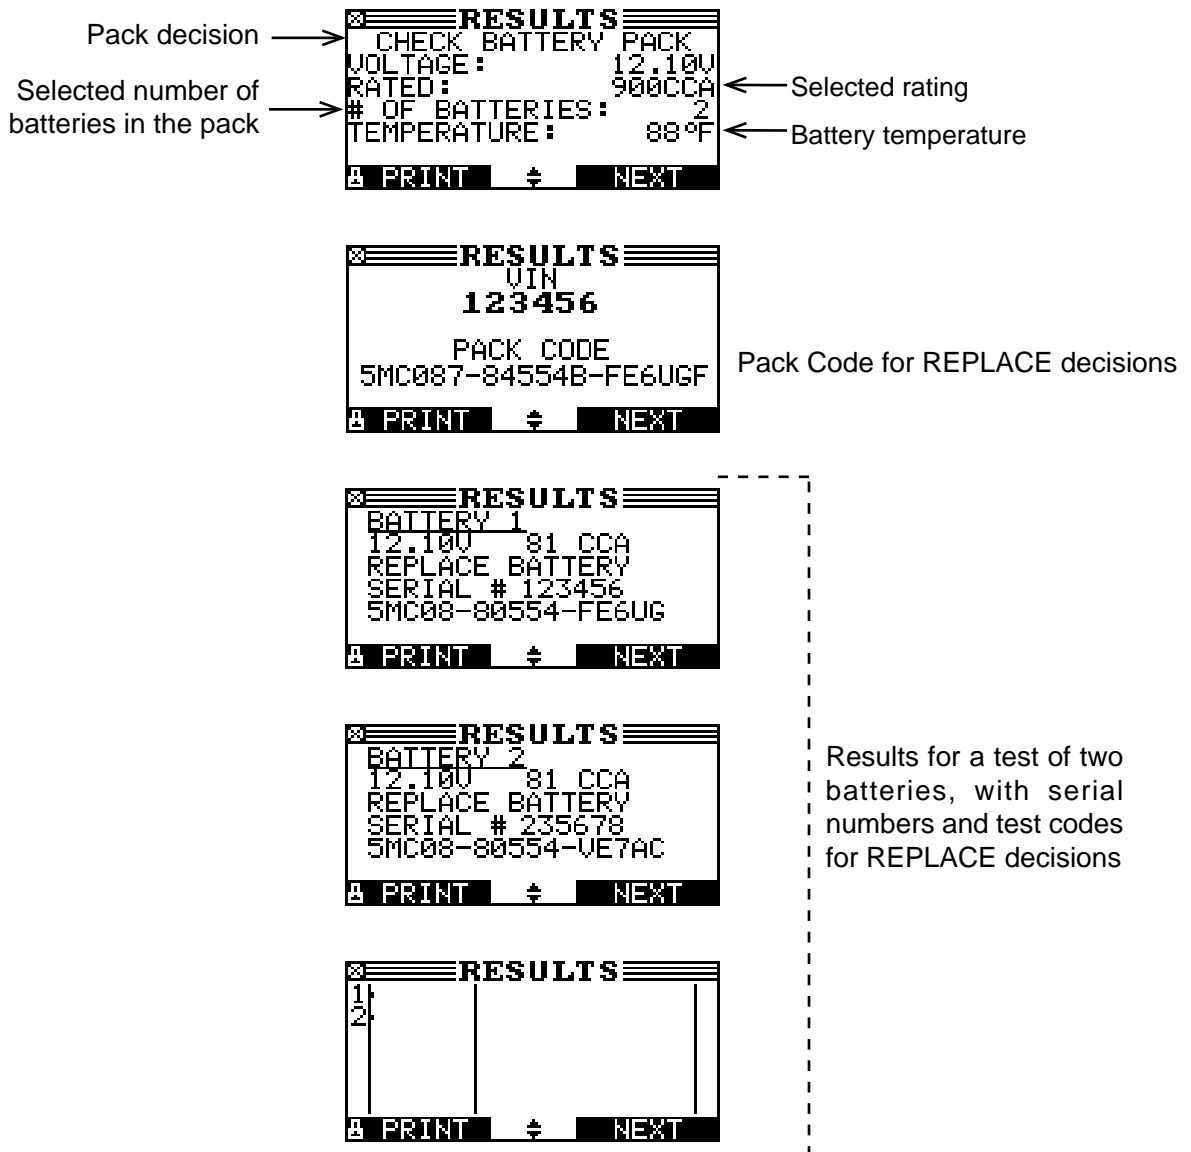 Pack decision
Selected number of
batteries in the pack
RESULTS
CHECK BATTERY PACK
VOLTAGE: 12.10V
RATED: 900CCA
# OF BATTERIES: 2
TEMPERATURE: 88°F
PRINT NEXT
Selected rating
Battery temperature
RESULTS
VIN
123456
PACK CODE
5MC087-84554B-FE6UGF
PRINT NEXT
Pack Code for REPLACE decisions
RESULTS
BATTERY 1
12.10V 81 CCA
REPLACE BATTERY
SERIAL # 123456
5MC08-80554-FE6UG
PRINT NEXT
RESULTS
BATTERY 2
12.10V 81 CCA
REPLACE BATTERY
SERIAL # 235678
5MC08-80554-VE7AC
PRINT NEXT
Results for a test of two
batteries, with serial
numbers and test codes
for REPLACE decisions
RESULTS
1
2
PRINT NEXT